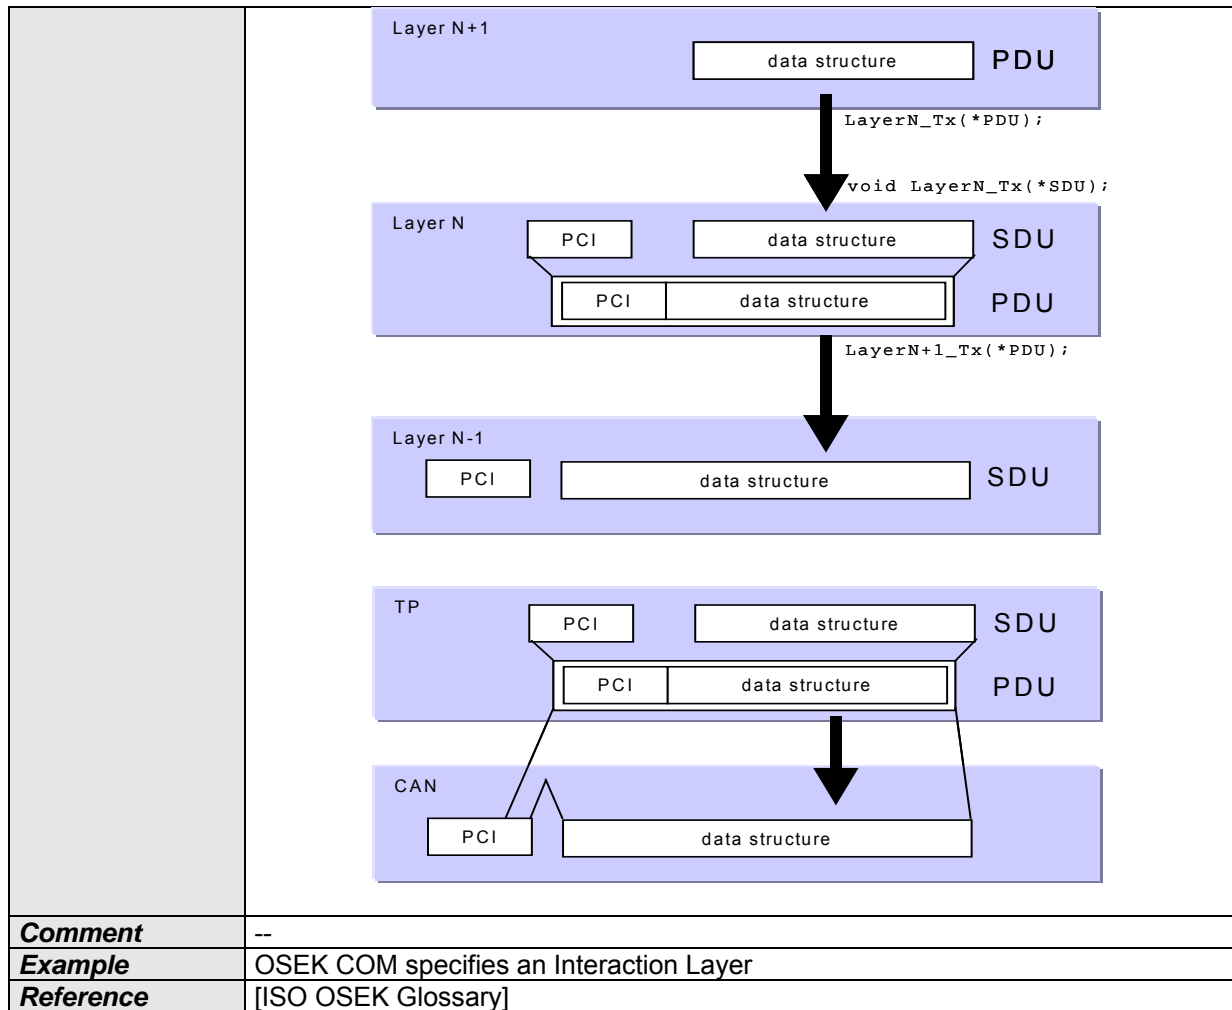 Layer N+1
data structure PDU
LayerN_Tx(*PDU);
void LayerN_Tx(*SDU);
Layer N
PCI data structure SDU
PCI data structure PDU
LayerN+1_Tx(*PDU);
Layer N-1
PCI data structure SDU
TP
PCI data structure SDU
PCI data structure PDU
CAN
PCI data structure
Comment --
Example OSEK COM specifies an Interaction Layer
Reference [ISO OSEK Glossary]